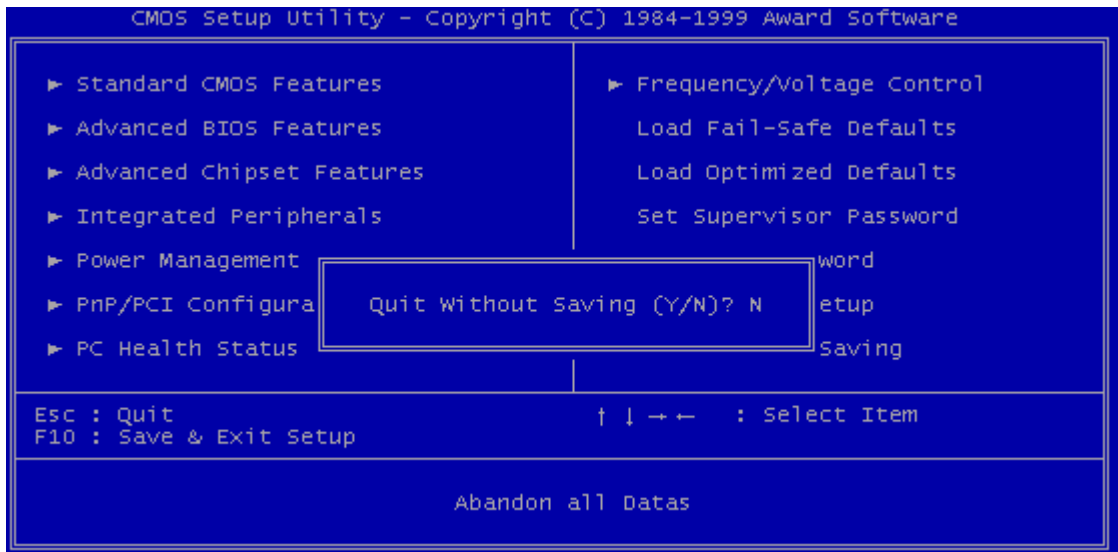 CMOS Setup Utility – Copyright (C) 1984–1999 Award Software
► Standard CMOS Features
► Advanced BIOS Features
► Advanced Chipset Features
► Integrated Peripherals
► Power Management
► PnP/PCI Configura
► PC Health Status
► Frequency/Voltage Control
Load Fail-Safe Defaults
Load Optimized Defaults
Set Supervisor Password
word
etup
Saving
Quit Without Saving (Y/N)? N
Esc : Quit
F10 : Save & Exit Setup
↑ ↓ → ← : Select Item
Abandon all Datas